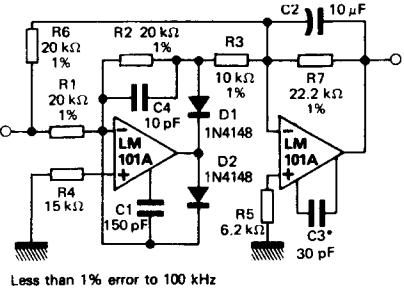 R6
20 kΩ
1%
R2 20 kΩ
1%
R3
10 kΩ
1%
C2 10 µF
R7
22.2 kΩ
1%
R1
20 kΩ
1%
C4
10 pF
D1
1N4148
D2
1N4148
−
LM
101A
+
−
LM
101A
+
R4
15 kΩ
C1
150 pF
R5
6.2 kΩ
C3*
30 pF
Less than 1% error to 100 kHz